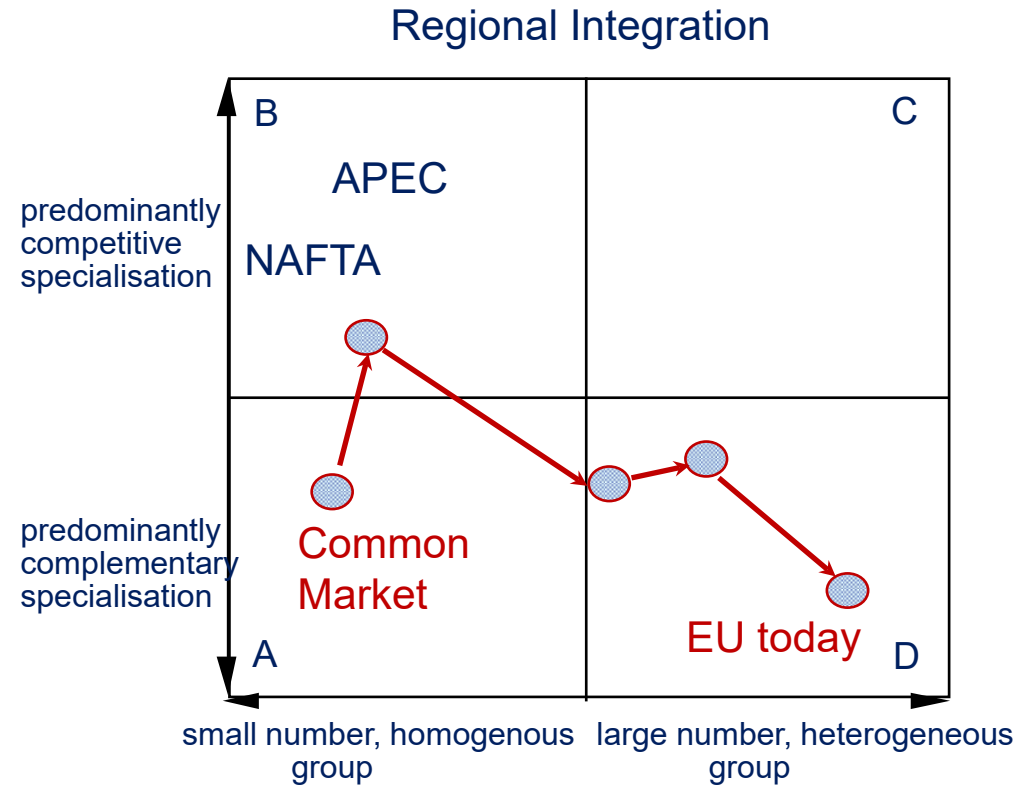 Regional Integration
B
C
APEC
predominantly
competitive
specialisation
NAFTA
predominantly
complementary
specialisation
Common
Market
EU today
A
D
small number, homogenous
group
large number, heterogeneous
group